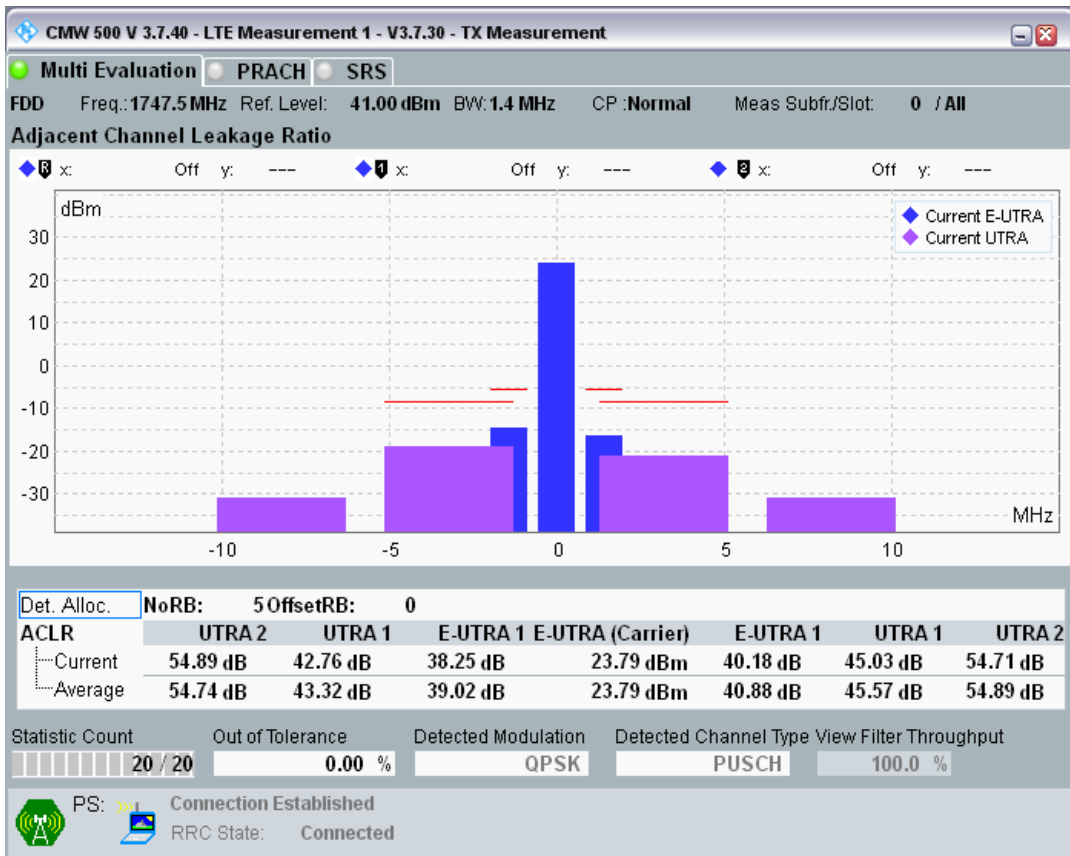 CMW 500 V 3.7.40 - LTE Measurement 1 - V3.7.30 - TX Measurement
Multi Evaluation PRACH SRS
FDD Freq.: 1747.5 MHz Ref. Level: 41.00 dBm BW: 1.4 MHz CP : Normal Meas Subfr./Slot: 0 / All
Adjacent Channel Leakage Ratio
R x: Off y: --- 1 x: Off y: --- 2 x: Off y: ---
dBm
Current E-UTRA
Current UTRA
30
20
10
0
-10
-20
-30
MHz
-10 -5 0 5 10
Det. Alloc. NoRB: 5 OffsetRB: 0
ACLR UTRA 2 UTRA 1 E-UTRA 1 E-UTRA (Carrier) E-UTRA 1 UTRA 1 UTRA 2
Current 54.89 dB 42.76 dB 38.25 dB 23.79 dBm 40.18 dB 45.03 dB 54.71 dB
Average 54.74 dB 43.32 dB 39.02 dB 23.79 dBm 40.88 dB 45.57 dB 54.89 dB
Statistic Count Out of Tolerance Detected Modulation Detected Channel Type View Filter Throughput
20 / 20 0.00 % QPSK PUSCH 100.0 %
PS: Connection Established
RRC State: Connected